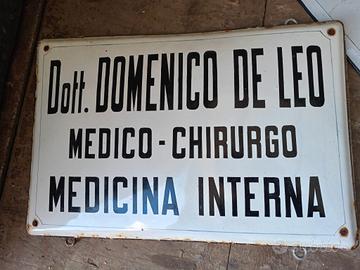 Dott. DOMENICO DE LEO
MEDICO - CHIRURGO
MEDICINA INTERNA